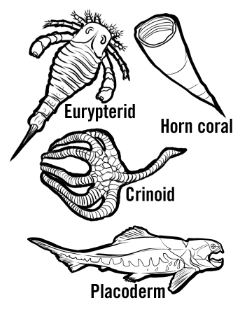 Eurypterid
Horn coral
Crinoid
Placoderm